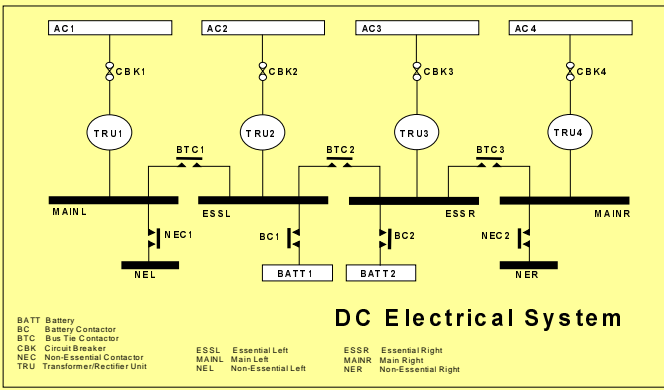 AC1 AC2 AC3 AC4
CBK1 CBK2 CBK3 CBK4
TRU1 TRU2 TRU3 TRU4
BTC1 BTC2 BTC3
MAINL ESSL ESSR MAINR
NEC1 BC1 BC2 NEC2
NEL BATT1 BATT2 NER
DC Electrical System
BATT Battery
BC Battery Contactor
BTC Bus Tie Contactor
CBK Circuit Breaker
NEC Non-Essential Contactor
TRU Transformer/Rectifier Unit
ESSL Essential Left
MAINL Main Left
NEL Non-Essential Left
ESSR Essential Right
MAINR Main Right
NER Non-Essential Right